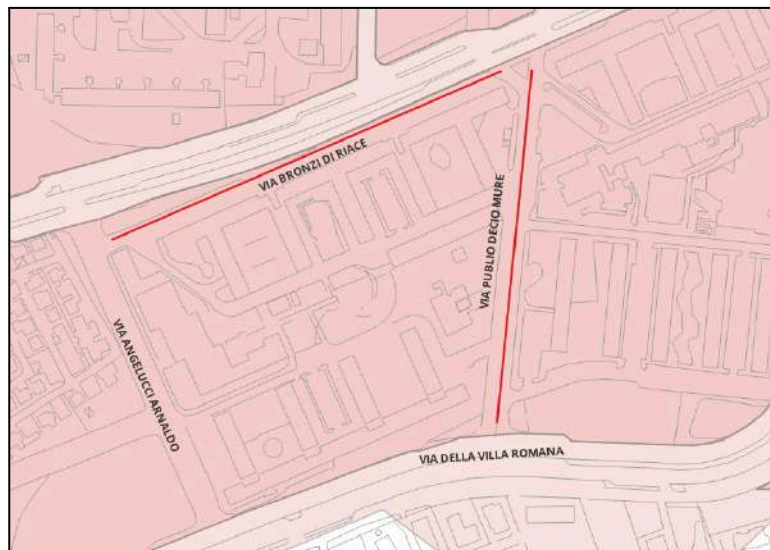 VIA BRONZI DI RIACE
VIA PUBLIO DECIO MURE
VIA ANGELUCCI ARNALDO
VIA DELLA VILLA ROMANA